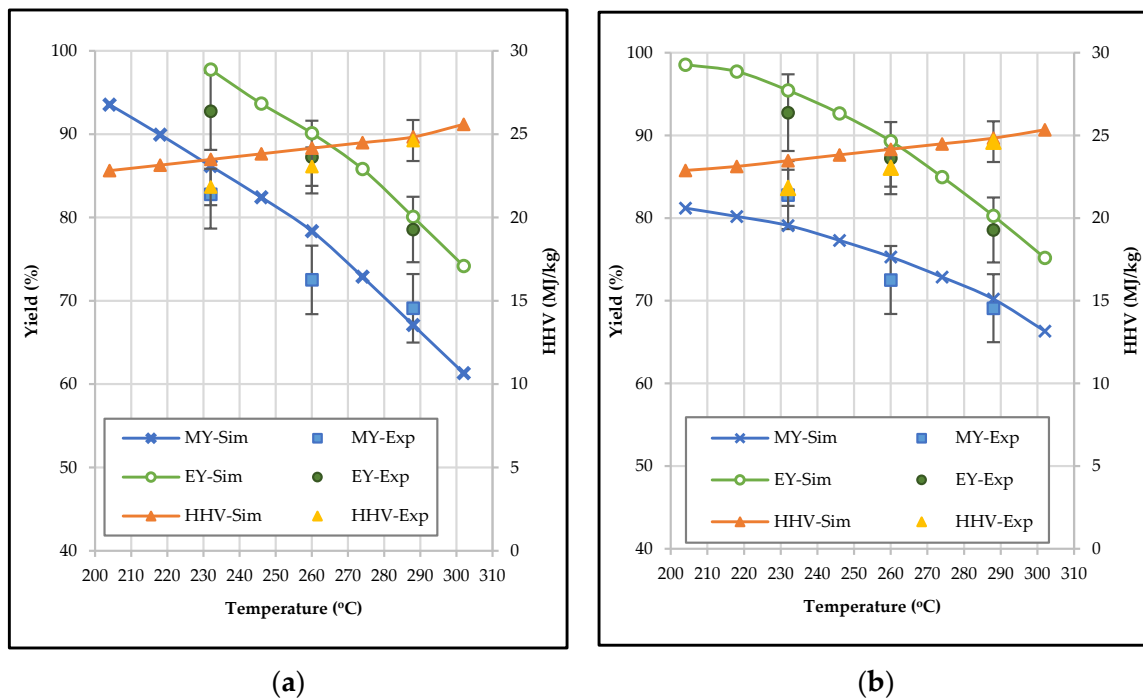 100
90
80
70
60
50
40
Yield (%)
30
25
20
15
10
5
0
HHV (MJ/kg)
MY-Sim MY-Exp
EY-Sim EY-Exp
HHV-Sim HHV-Exp
200 210 220 230 240 250 260 270 280 290 300 310
Temperature (ºC)
(a)
100
90
80
70
60
50
40
Yield (%)
30
25
20
15
10
5
0
HHV (MJ/kg)
MY-Sim MY-Exp
EY-Sim EY-Exp
HHV-Sim HHV-Exp
200 210 220 230 240 250 260 270 280 290 300 310
Temperature (ºC)
(b)